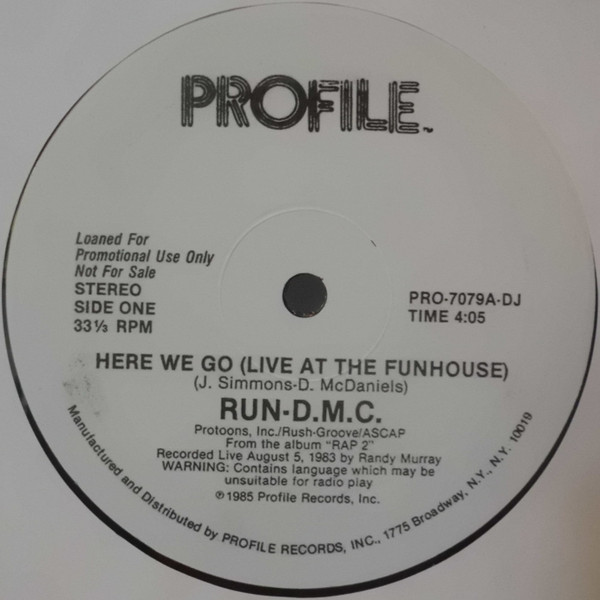 PROFILE™
Loaned For
Promotional Use Only
Not For Sale
STEREO
SIDE ONE
33⅓ RPM
PRO-7079A-DJ
TIME 4:05
HERE WE GO (LIVE AT THE FUNHOUSE)
(J. Simmons-D. McDaniels)
RUN-D.M.C.
Protoons, Inc./Rush-Groove/ASCAP
From the album "RAP 2"
Recorded Live August 5, 1983 by Randy Murray
WARNING: Contains language which may be
unsuitable for radio play
℗1985 Profile Records, Inc.
Manufactured and Distributed by PROFILE RECORDS, INC., 1775 Broadway, N.Y., N.Y. 10019